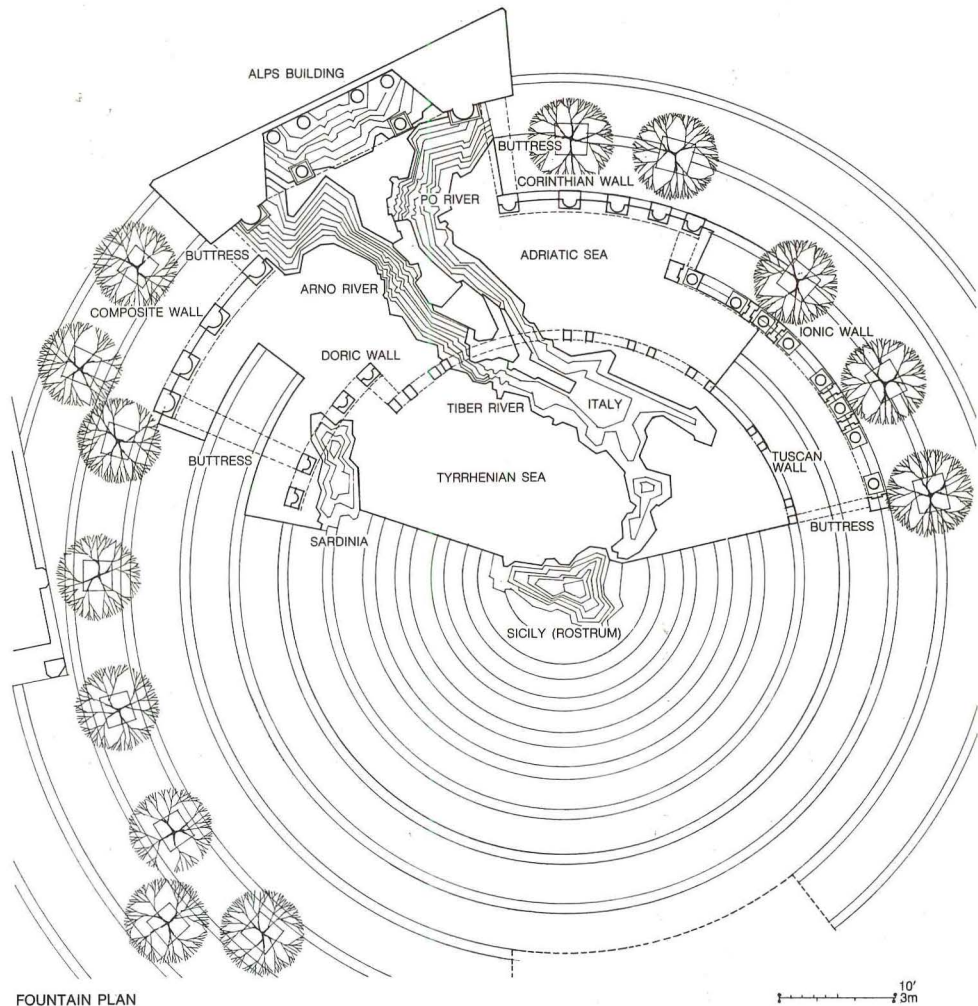 ALPS BUILDING
BUTTRESS
CORINTHIAN WALL
PO RIVER
BUTTRESS
ADRIATIC SEA
ARNO RIVER
COMPOSITE WALL
IONIC WALL
DORIC WALL
TIBER RIVER
ITALY
BUTTRESS
TYRRHENIAN SEA
TUSCAN
WALL
BUTTRESS
SARDINIA
SICILY (ROSTRUM)
FOUNTAIN PLAN
10'
3m